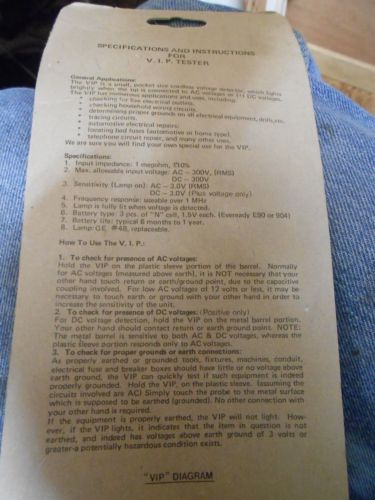 SPECIFICATIONS AND INSTRUCTIONS
FOR
V. I. P. TESTER
General Applications:
The VIP is a small, pocket size cordless voltage detector, which lights
brightly when the tip is connected to AC voltages or (+) DC voltages.
The VIP has numerous applications and uses, including:
• checking for live electrical outlets.
• checking household wiring circuits.
• determining proper grounds on all electrical equipment, drills, etc.
• tracing circuits.
• automotive electrical repairs:
• locating bad fuses (automotive or home type).
• telephone circuit repair, and many other uses.
We are sure you will find your own special use for the VIP.
Specifications:
1. Input impedance: 1 megohm, ±10%
2. Max. allowable input voltage: AC – 300V, (RMS)
DC – 300V
3. Sensitivity (Lamp on): AC – 3.0V (RMS)
DC – 3.0V (Plus voltage only)
4. Frequency response: useable over 1 MHz
5. Lamp is fully lit when voltage is detected.
6. Battery type: 3 pcs. of "N" cell, 1.5V each. (Eveready E90 or 904)
7. Battery life: typical 6 months to 1 year.
8. Lamp: GE #48, replaceable.
How To Use The V. I. P.:
1. To check for presence of AC voltages:
Hold the VIP on the plastic sleeve portion of this barrel. Normally
for AC voltages (measured above earth), it is NOT necessary that your
other hand touch return or earth/ground point, due to the capacitive
coupling involved. For low AC voltages of 12 volts or less, it may be
necessary to touch earth or ground with your other hand in order to
increase the sensitivity of the unit.
2. To check for presence of DC voltages: (Positive only)
For DC voltage detection, hold the VIP on the metal barrel portion.
Your other hand should contact return or earth ground point. NOTE:
The metal barrel is sensitive to both AC & DC voltages, whereas the
plastic sleeve portion responds only to AC voltages.
3. To check for proper grounds or earth connections:
As properly earthed or grounded tools, fixtures, machines, conduit,
electrical fuse and breaker boxes should have little or no voltage above
earth ground, the VIP can quickly test if such equipment is indeed
properly grounded. Hold the VIP, on the plastic sleeve. (assuming the
circuits involved are AC) Simply touch the probe to the metal surface
which is supposed to be earthed (grounded). No other connection with
your other hand is required.
If the equipment is properly earthed, the VIP will not light. How-
ever, if the VIP lights, it indicates that the item in question is not
earthed, and indeed has voltages above earth ground of 3 volts or
greater-a potentially hazardous condition exists.
"VIP" DIAGRAM